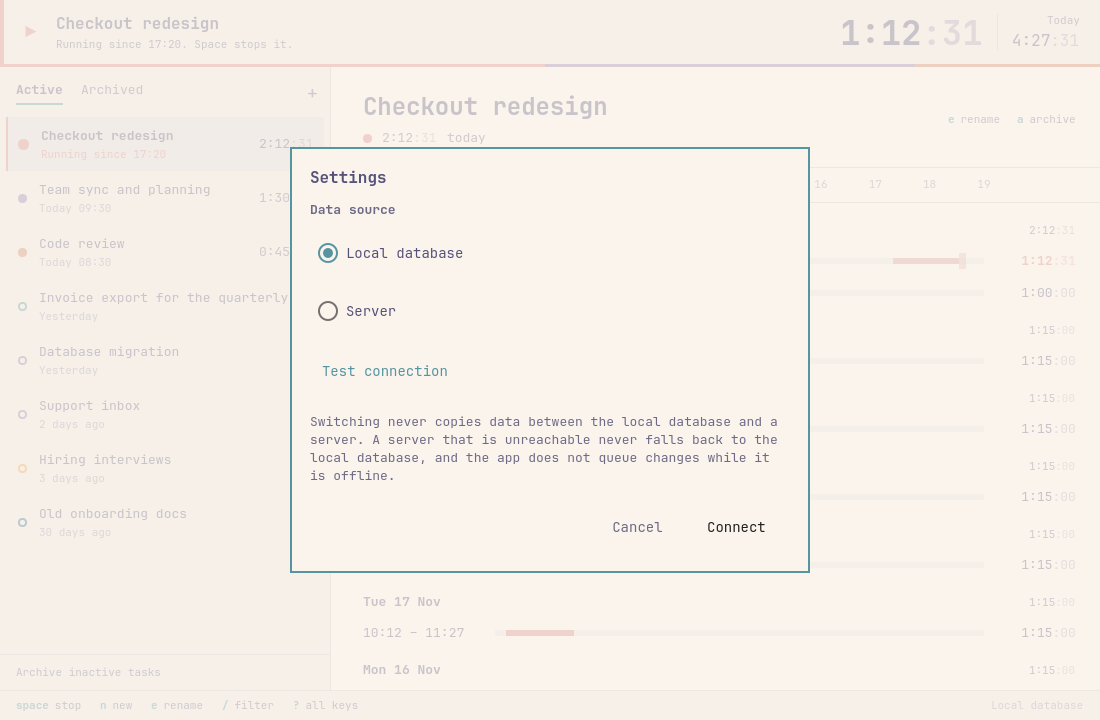 Checkout redesign
Running since 17:20. Space stops it.
1:12:31
Today
4:27:31
Active Archived +
Checkout redesign
Running since 17:20
2:12:31
Team sync and planning
Today 09:30
1:30
Code review
Today 08:30
0:45
Invoice export for the quarterly
Yesterday
Database migration
Yesterday
Support inbox
2 days ago
Hiring interviews
3 days ago
Old onboarding docs
30 days ago
Archive inactive tasks
Checkout redesign
2:12:31 today
e rename a archive
16 17 18 19
2:12:31
1:12:31
1:00:00
1:15:00
1:15:00
1:15:00
1:15:00
1:15:00
1:15:00
1:15:00
1:15:00
Tue 17 Nov 1:15:00
10:12 – 11:27 1:15:00
Mon 16 Nov 1:15:00
Settings
Data source
Local database
Server
Test connection
Switching never copies data between the local database and a
server. A server that is unreachable never falls back to the
local database, and the app does not queue changes while it
is offline.
Cancel Connect
space stop n new e rename / filter ? all keys
Local database